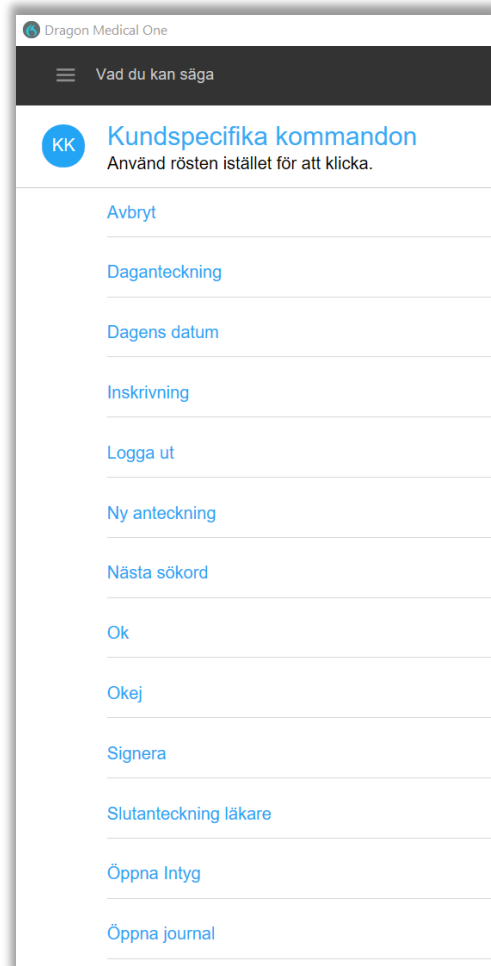 Dragon Medical One
Vad du kan säga
KK
Kundspecifika kommandon
Använd rösten istället för att klicka.
Avbryt
Daganteckning
Dagens datum
Inskrivning
Logga ut
Ny anteckning
Nästa sökord
Ok
Okej
Signera
Slutanteckning läkare
Öppna Intyg
Öppna journal